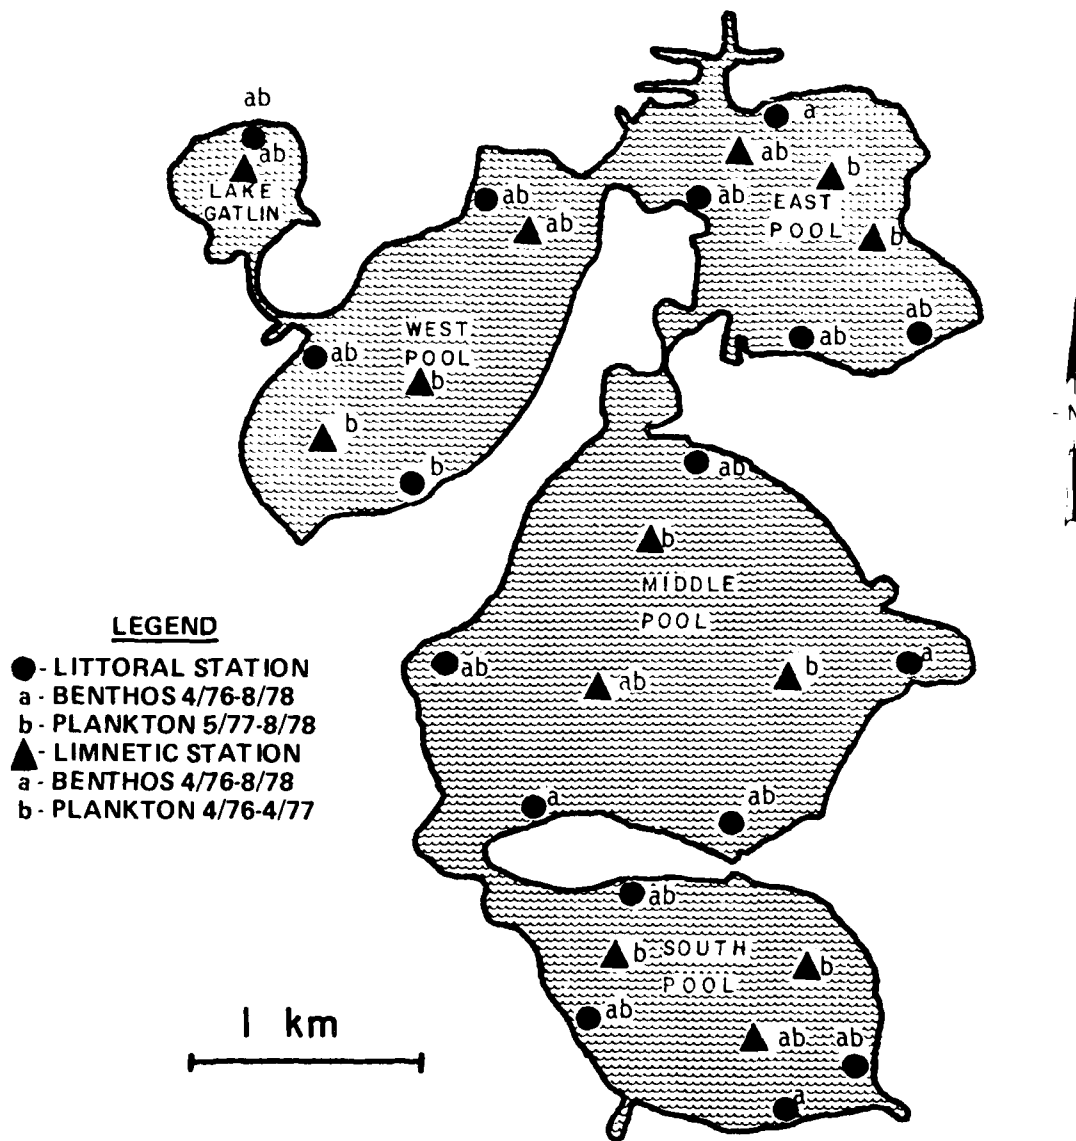 ab
a
ab
ab
b
LAKE
GATLIN
ab
ab
ab
EAST
POOL
b
WEST
POOL
ab
ab
ab
ab
b
b
b
ab
- N
b
MIDDLE
POOL
LEGEND
- LITTORAL STATION
a - BENTHOS 4/76-8/78
b - PLANKTON 5/77-8/78
- LIMNETIC STATION
a - BENTHOS 4/76-8/78
b - PLANKTON 4/76-4/77
ab
ab
b
a
a
ab
ab
b
SOUTH
POOL
b
ab
ab
ab
a
1 km